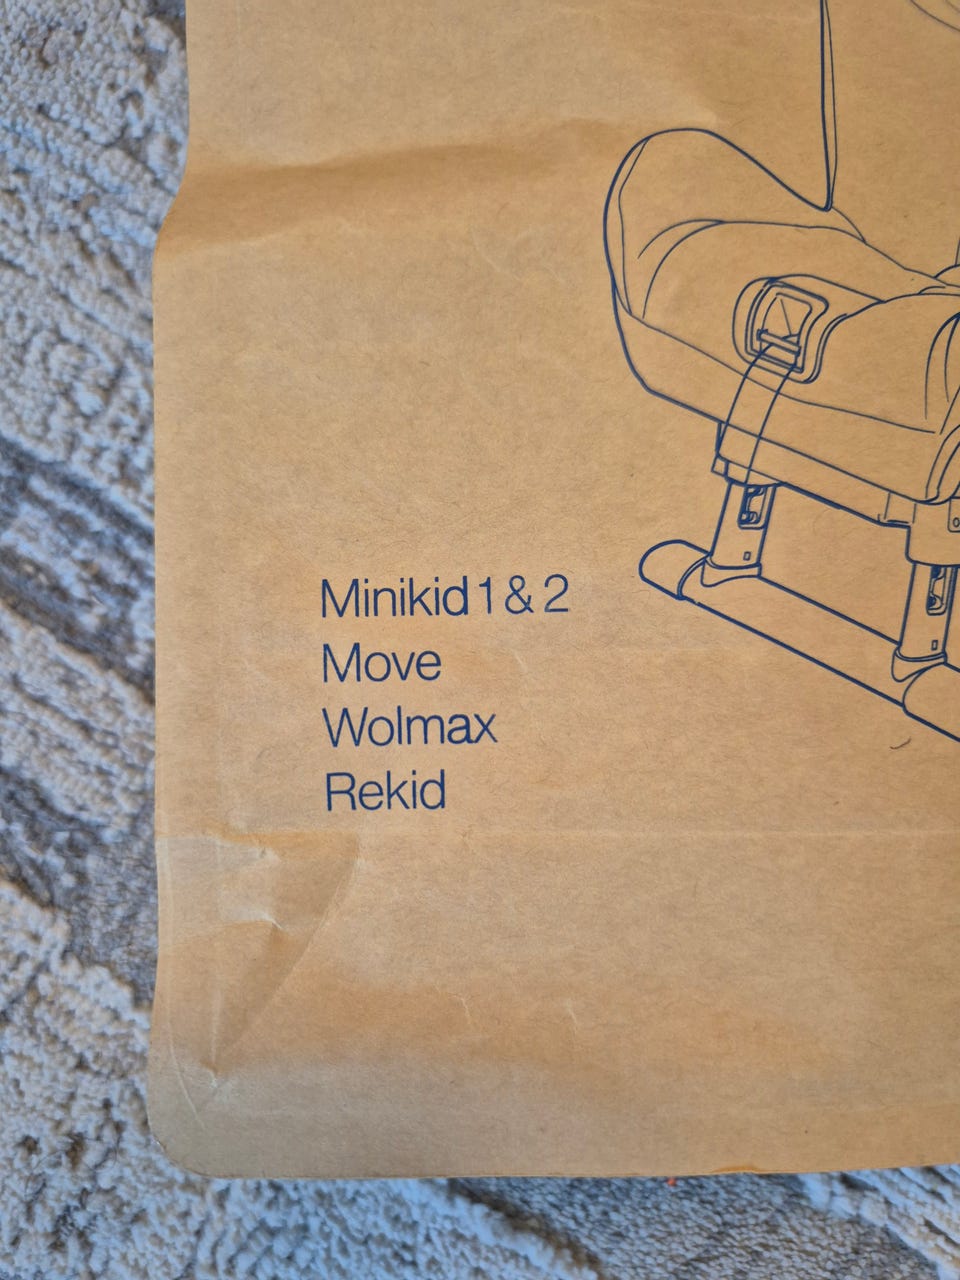 Minikid 1 & 2
Move
Wolmax
Rekid